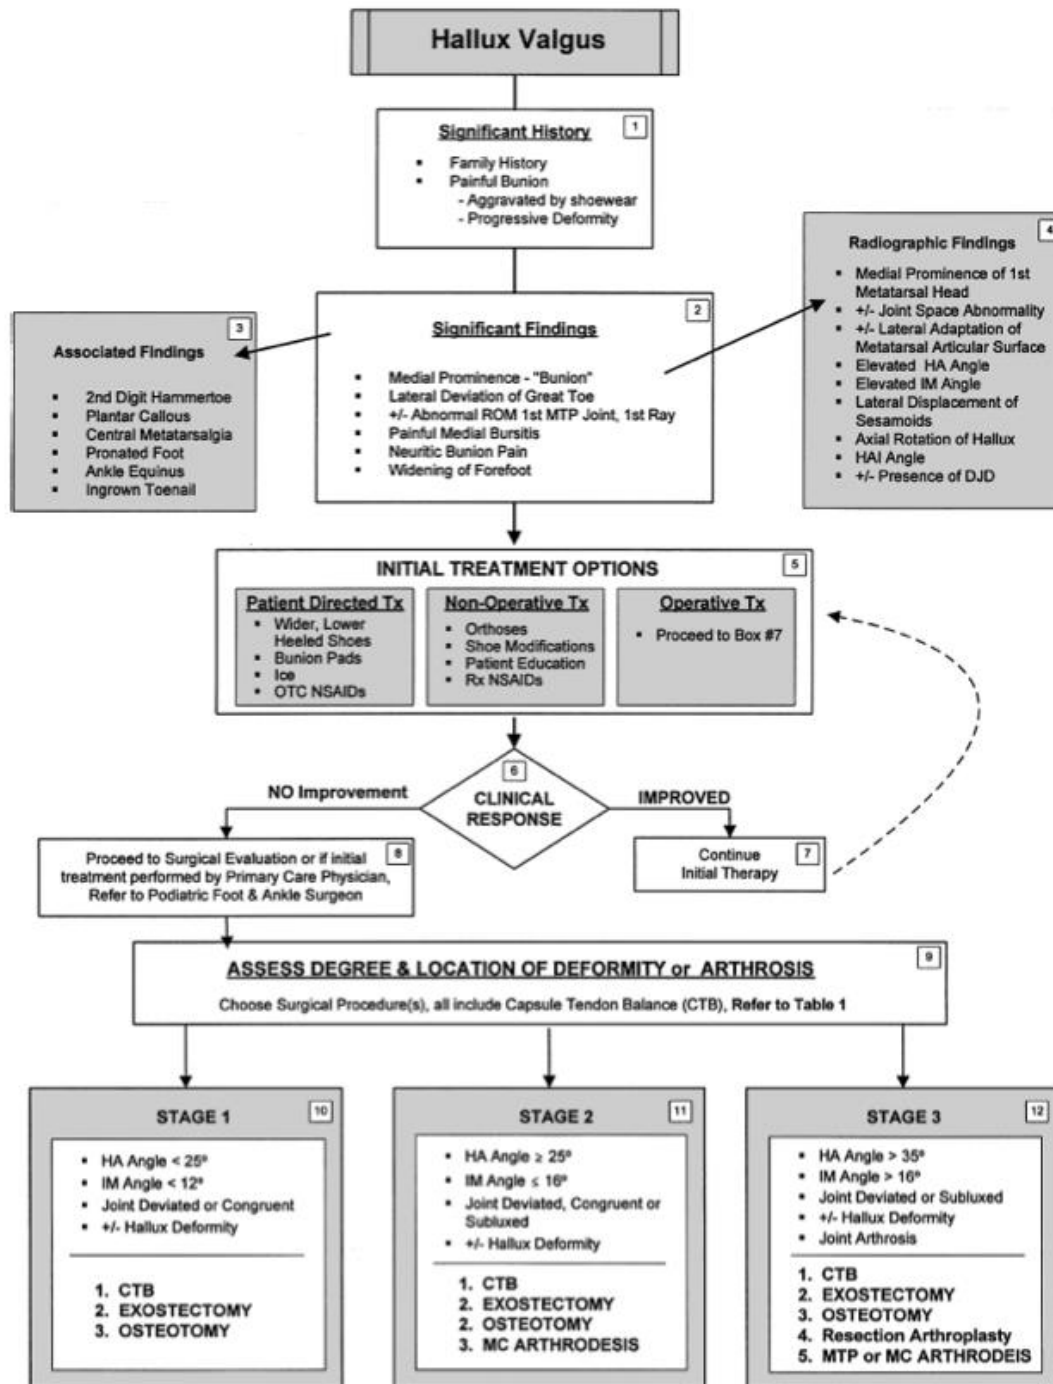 Hallux Valgus
1
Significant History
▪ Family History
▪ Painful Bunion
- Aggravated by shoewear
- Progressive Deformity
2
Significant Findings
▪ Medial Prominence - "Bunion"
▪ Lateral Deviation of Great Toe
▪ +/- Abnormal ROM 1st MTP Joint, 1st Ray
▪ Painful Medial Bursitis
▪ Neuritic Bunion Pain
▪ Widening of Forefoot
3
Associated Findings
▪ 2nd Digit Hammertoe
▪ Plantar Callous
▪ Central Metatarsalgia
▪ Pronated Foot
▪ Ankle Equinus
▪ Ingrown Toenail
4
Radiographic Findings
▪ Medial Prominence of 1st
Metatarsal Head
▪ +/- Joint Space Abnormality
▪ +/- Lateral Adaptation of
Metatarsal Articular Surface
▪ Elevated HA Angle
▪ Elevated IM Angle
▪ Lateral Displacement of
Sesamoids
▪ Axial Rotation of Hallux
▪ HAI Angle
▪ +/- Presence of DJD
5
INITIAL TREATMENT OPTIONS
Patient Directed Tx
▪ Wider, Lower
Heeled Shoes
▪ Bunion Pads
▪ Ice
▪ OTC NSAIDs
Non-Operative Tx
▪ Orthoses
▪ Shoe Modifications
▪ Patient Education
▪ Rx NSAIDs
Operative Tx
▪ Proceed to Box #7
6
CLINICAL
RESPONSE
NO Improvement
IMPROVED
8
Proceed to Surgical Evaluation or if initial
treatment performed by Primary Care Physician,
Refer to Podiatric Foot & Ankle Surgeon
7
Continue
Initial Therapy
9
ASSESS DEGREE & LOCATION OF DEFORMITY or ARTHROSIS
Choose Surgical Procedure(s), all include Capsule Tendon Balance (CTB), Refer to Table 1
STAGE 1
10
▪ HA Angle < 25º
▪ IM Angle < 12º
▪ Joint Deviated or Congruent
▪ +/- Hallux Deformity
1. CTB
2. EXOSTECTOMY
3. OSTEOTOMY
STAGE 2
11
▪ HA Angle ≥ 25º
▪ IM Angle ≤ 16º
▪ Joint Deviated, Congruent or
Subluxed
▪ +/- Hallux Deformity
1. CTB
2. EXOSTECTOMY
2. OSTEOTOMY
3. MC ARTHRODESIS
STAGE 3
12
▪ HA Angle > 35º
▪ IM Angle > 16º
▪ Joint Deviated or Subluxed
▪ +/- Hallux Deformity
▪ Joint Arthrosis
1. CTB
2. EXOSTECTOMY
3. OSTEOTOMY
4. Resection Arthroplasty
5. MTP or MC ARTHRODEIS